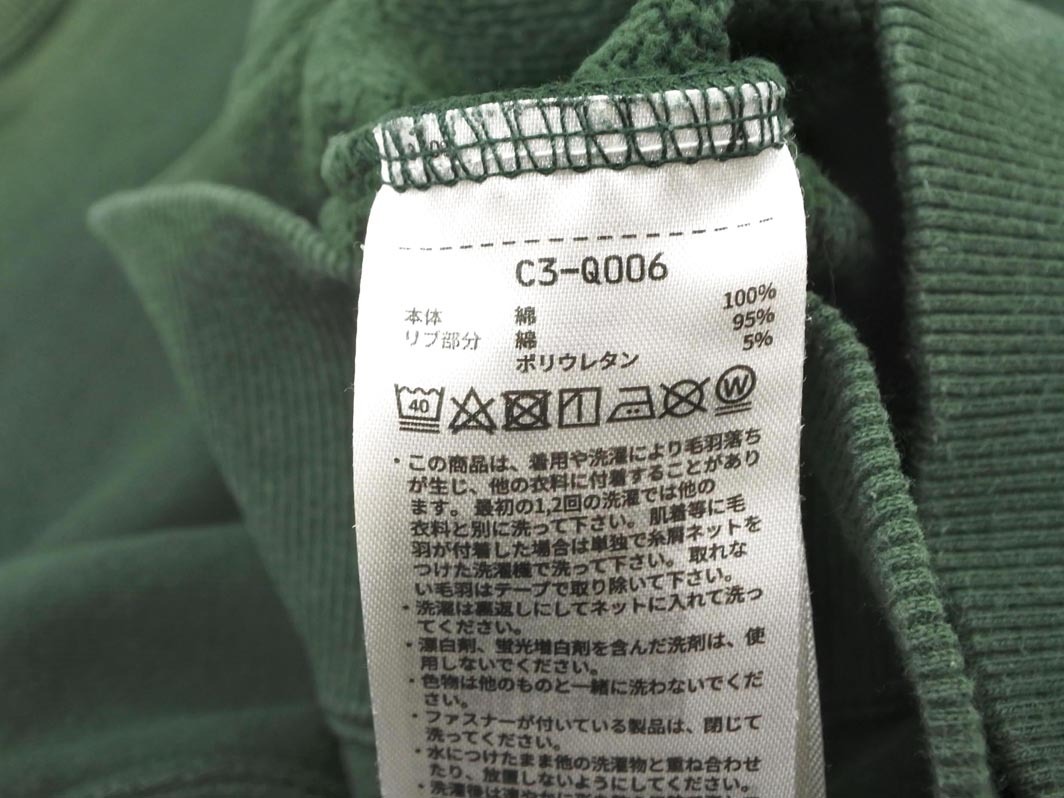 C3-Q006
本体 綿 100%
リブ部分 綿 95%
ポリウレタン 5%
40 W
・この商品は、着用や洗濯により毛羽落ち
が生じ、他の衣料に付着することがあり
ます。最初の1,2回の洗濯では他の
衣料と別に洗って下さい。肌着等に毛
羽が付着した場合は単独で糸屑ネットを
つけた洗濯機で洗って下さい。取れな
い毛羽はテープで取り除いて下さい。
・洗濯は裏返しにしてネットに入れて洗っ
てください。
・漂白剤、蛍光増白剤を含んだ洗剤は、使
用しないでください。
・色物は他のものと一緒に洗わないでくだ
さい。
・ファスナーが付いている製品は、閉じて
洗ってください。
・水につけたまま他の洗濯物と重ね合わせ
たり、放置しないようにしてください。
・洗濯後は速やかに